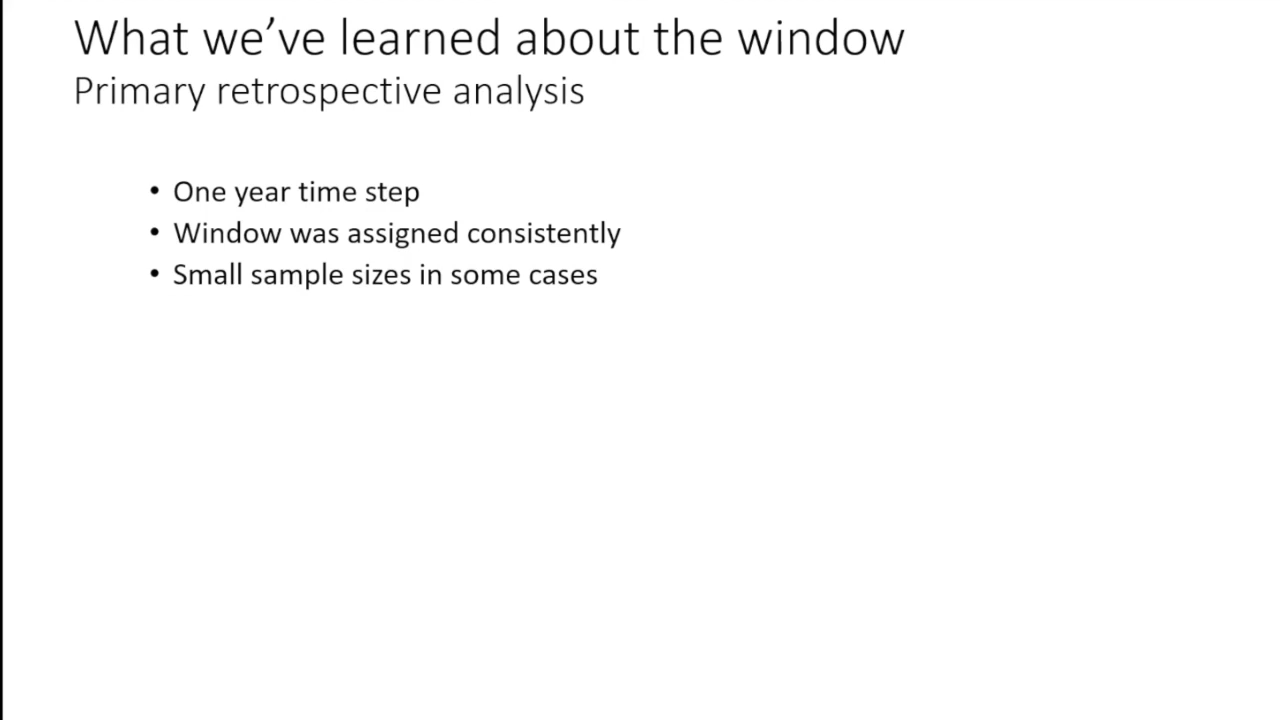 What we’ve learned about the window
Primary retrospective analysis
• One year time step
• Window was assigned consistently
• Small sample sizes in some cases